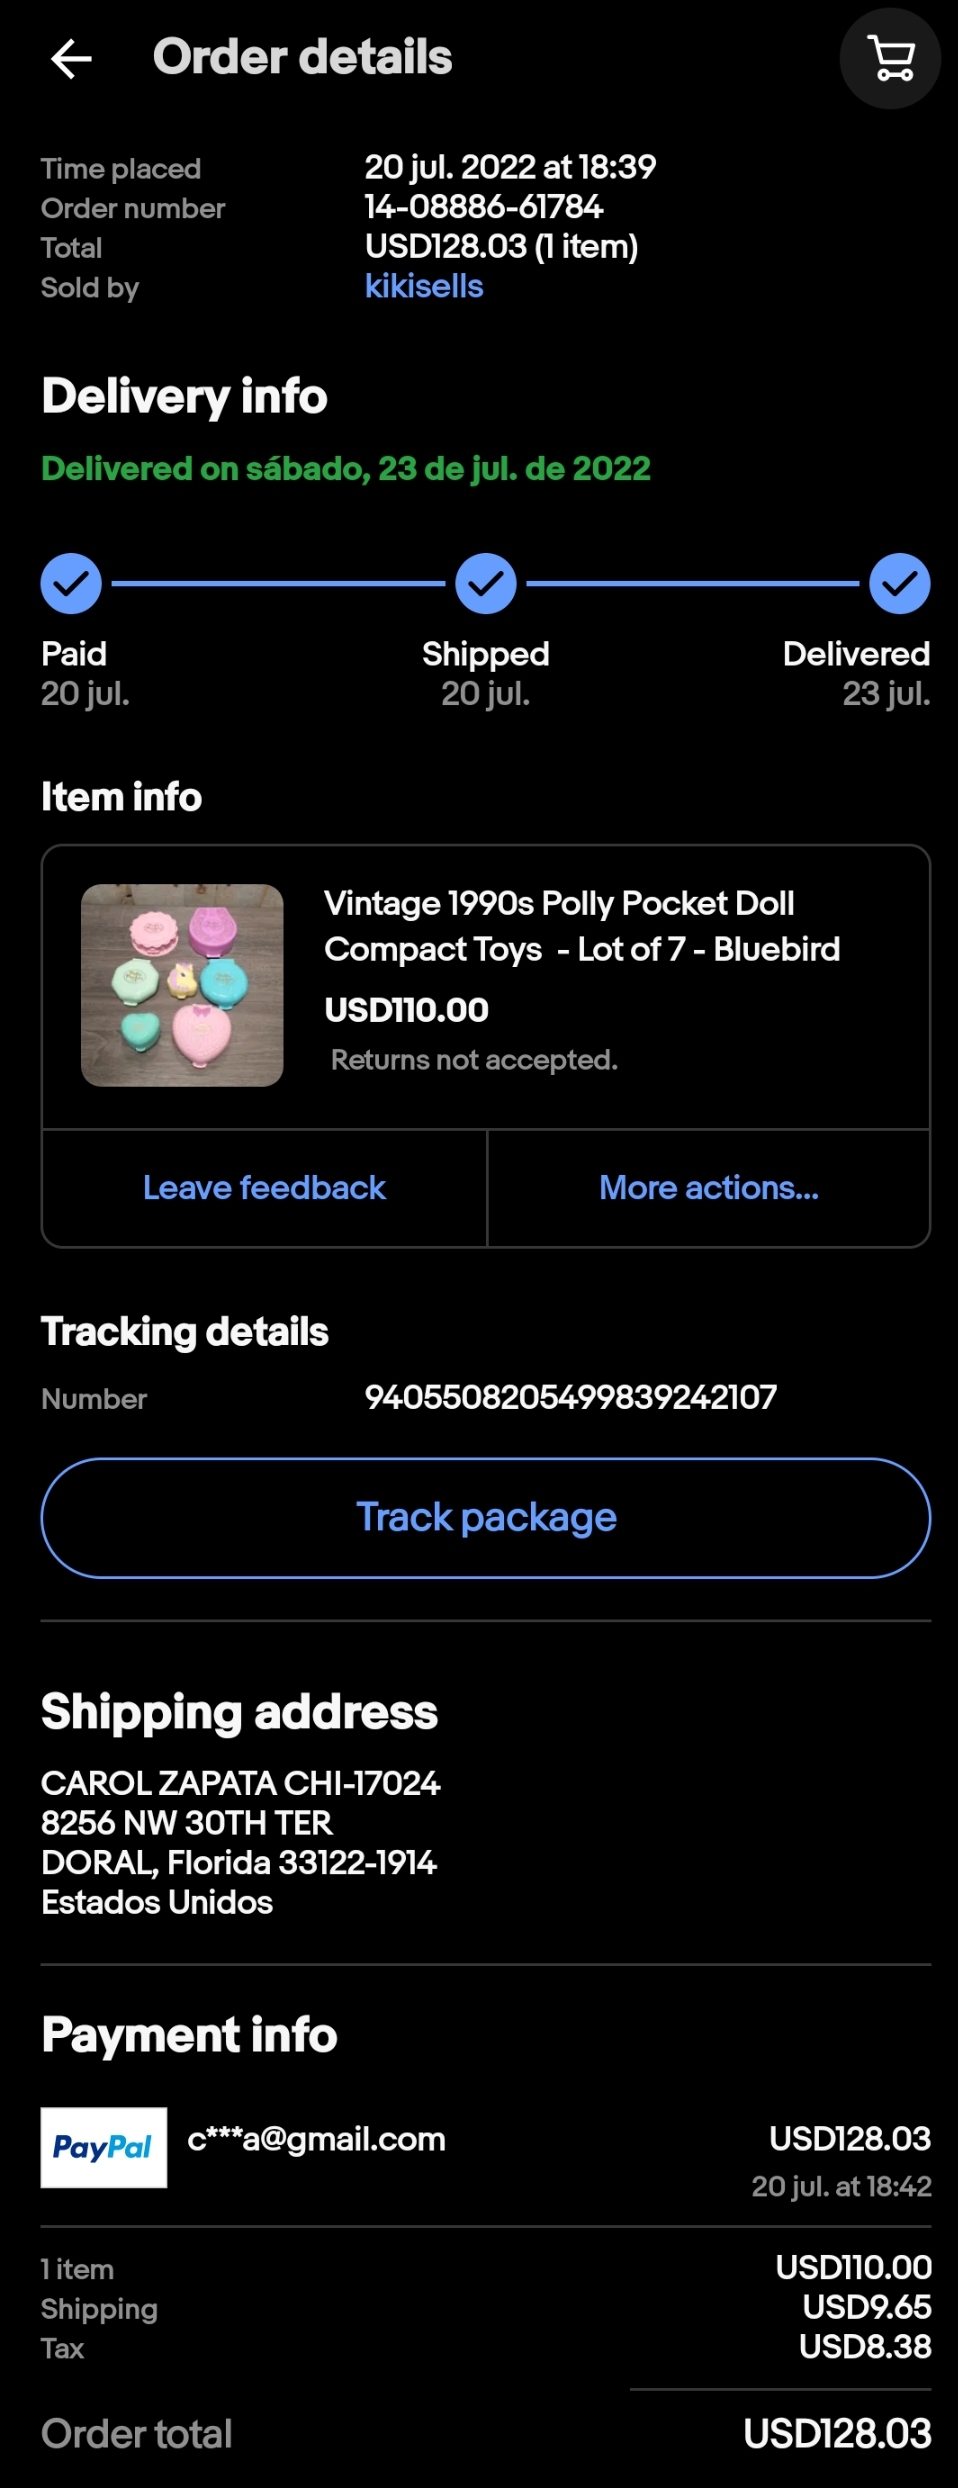 Order details
Time placed 20 jul. 2022 at 18:39
Order number 14-08886-61784
Total USD128.03 (1 item)
Sold by kikisells
Delivery info
Delivered on sábado, 23 de jul. de 2022
Paid Shipped Delivered
20 jul. 20 jul. 23 jul.
Item info
Vintage 1990s Polly Pocket Doll
Compact Toys - Lot of 7 - Bluebird
USD110.00
Returns not accepted.
Leave feedback More actions...
Tracking details
Number 9405508205499839242107
Track package
Shipping address
CAROL ZAPATA CHI-17024
8256 NW 30TH TER
DORAL, Florida 33122-1914
Estados Unidos
Payment info
PayPal c***a@gmail.com USD128.03
20 jul. at 18:42
1 item USD110.00
Shipping USD9.65
Tax USD8.38
Order total USD128.03